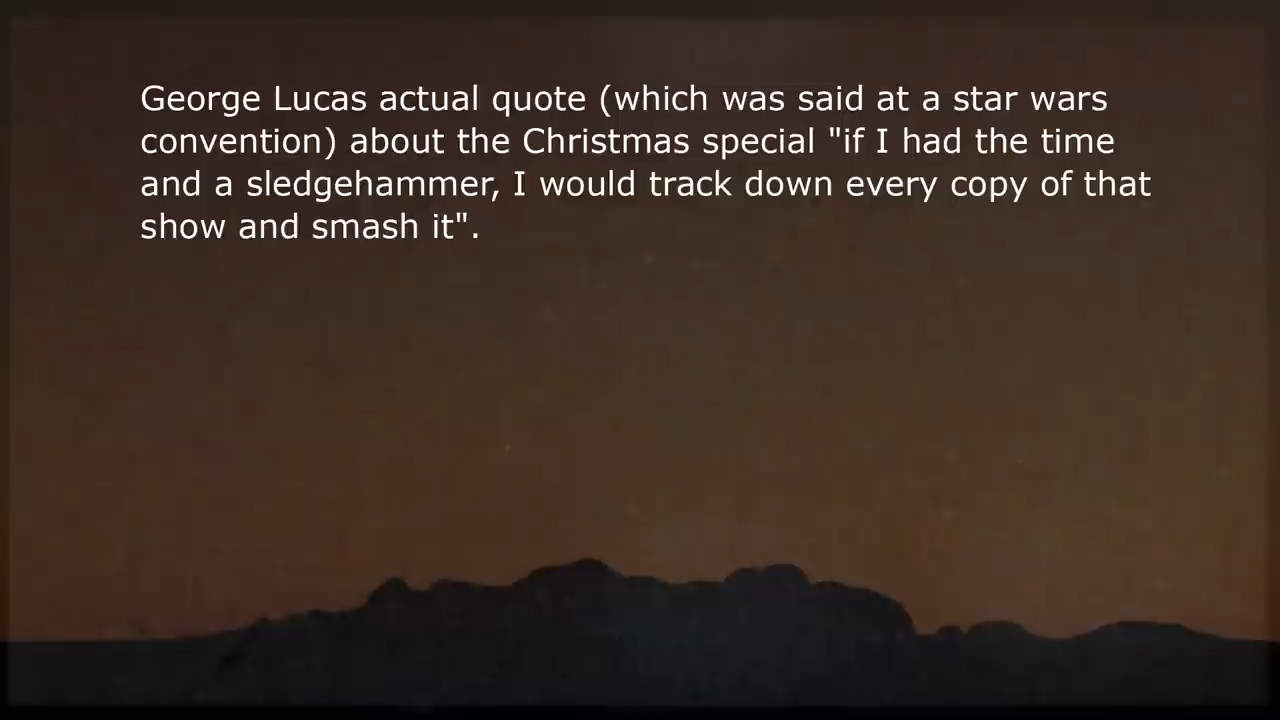 George Lucas actual quote (which was said at a star wars
convention) about the Christmas special "if I had the time
and a sledgehammer, I would track down every copy of that
show and smash it".